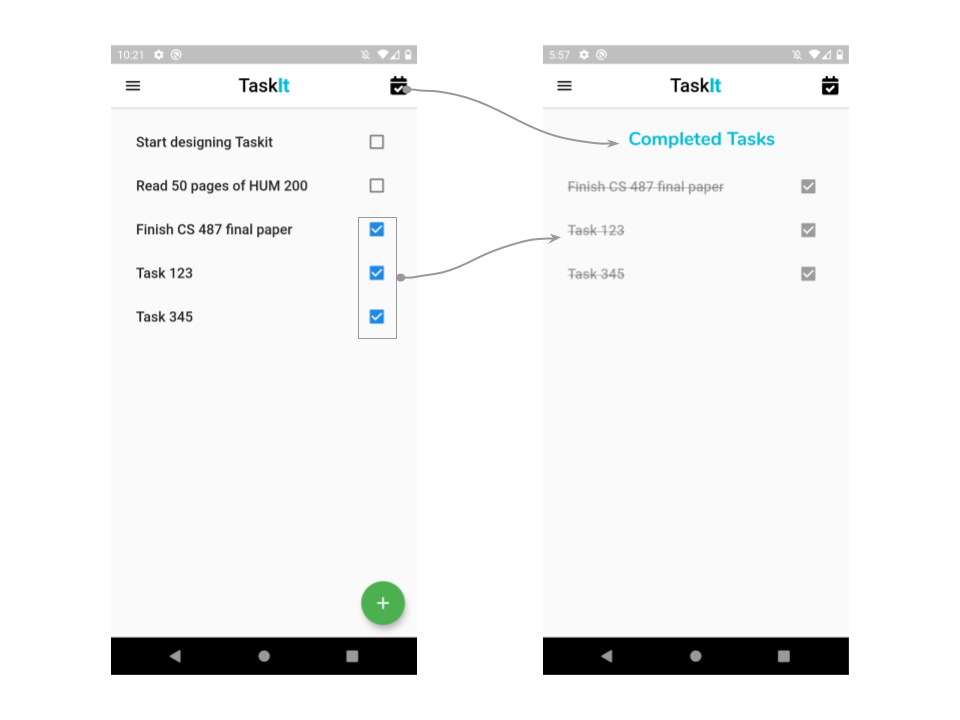 10:21
TaskIt
Start designing Taskit
Read 50 pages of HUM 200
Finish CS 487 final paper
Task 123
Task 345
5:57
TaskIt
Completed Tasks
Finish CS 487 final paper
Task 123
Task 345